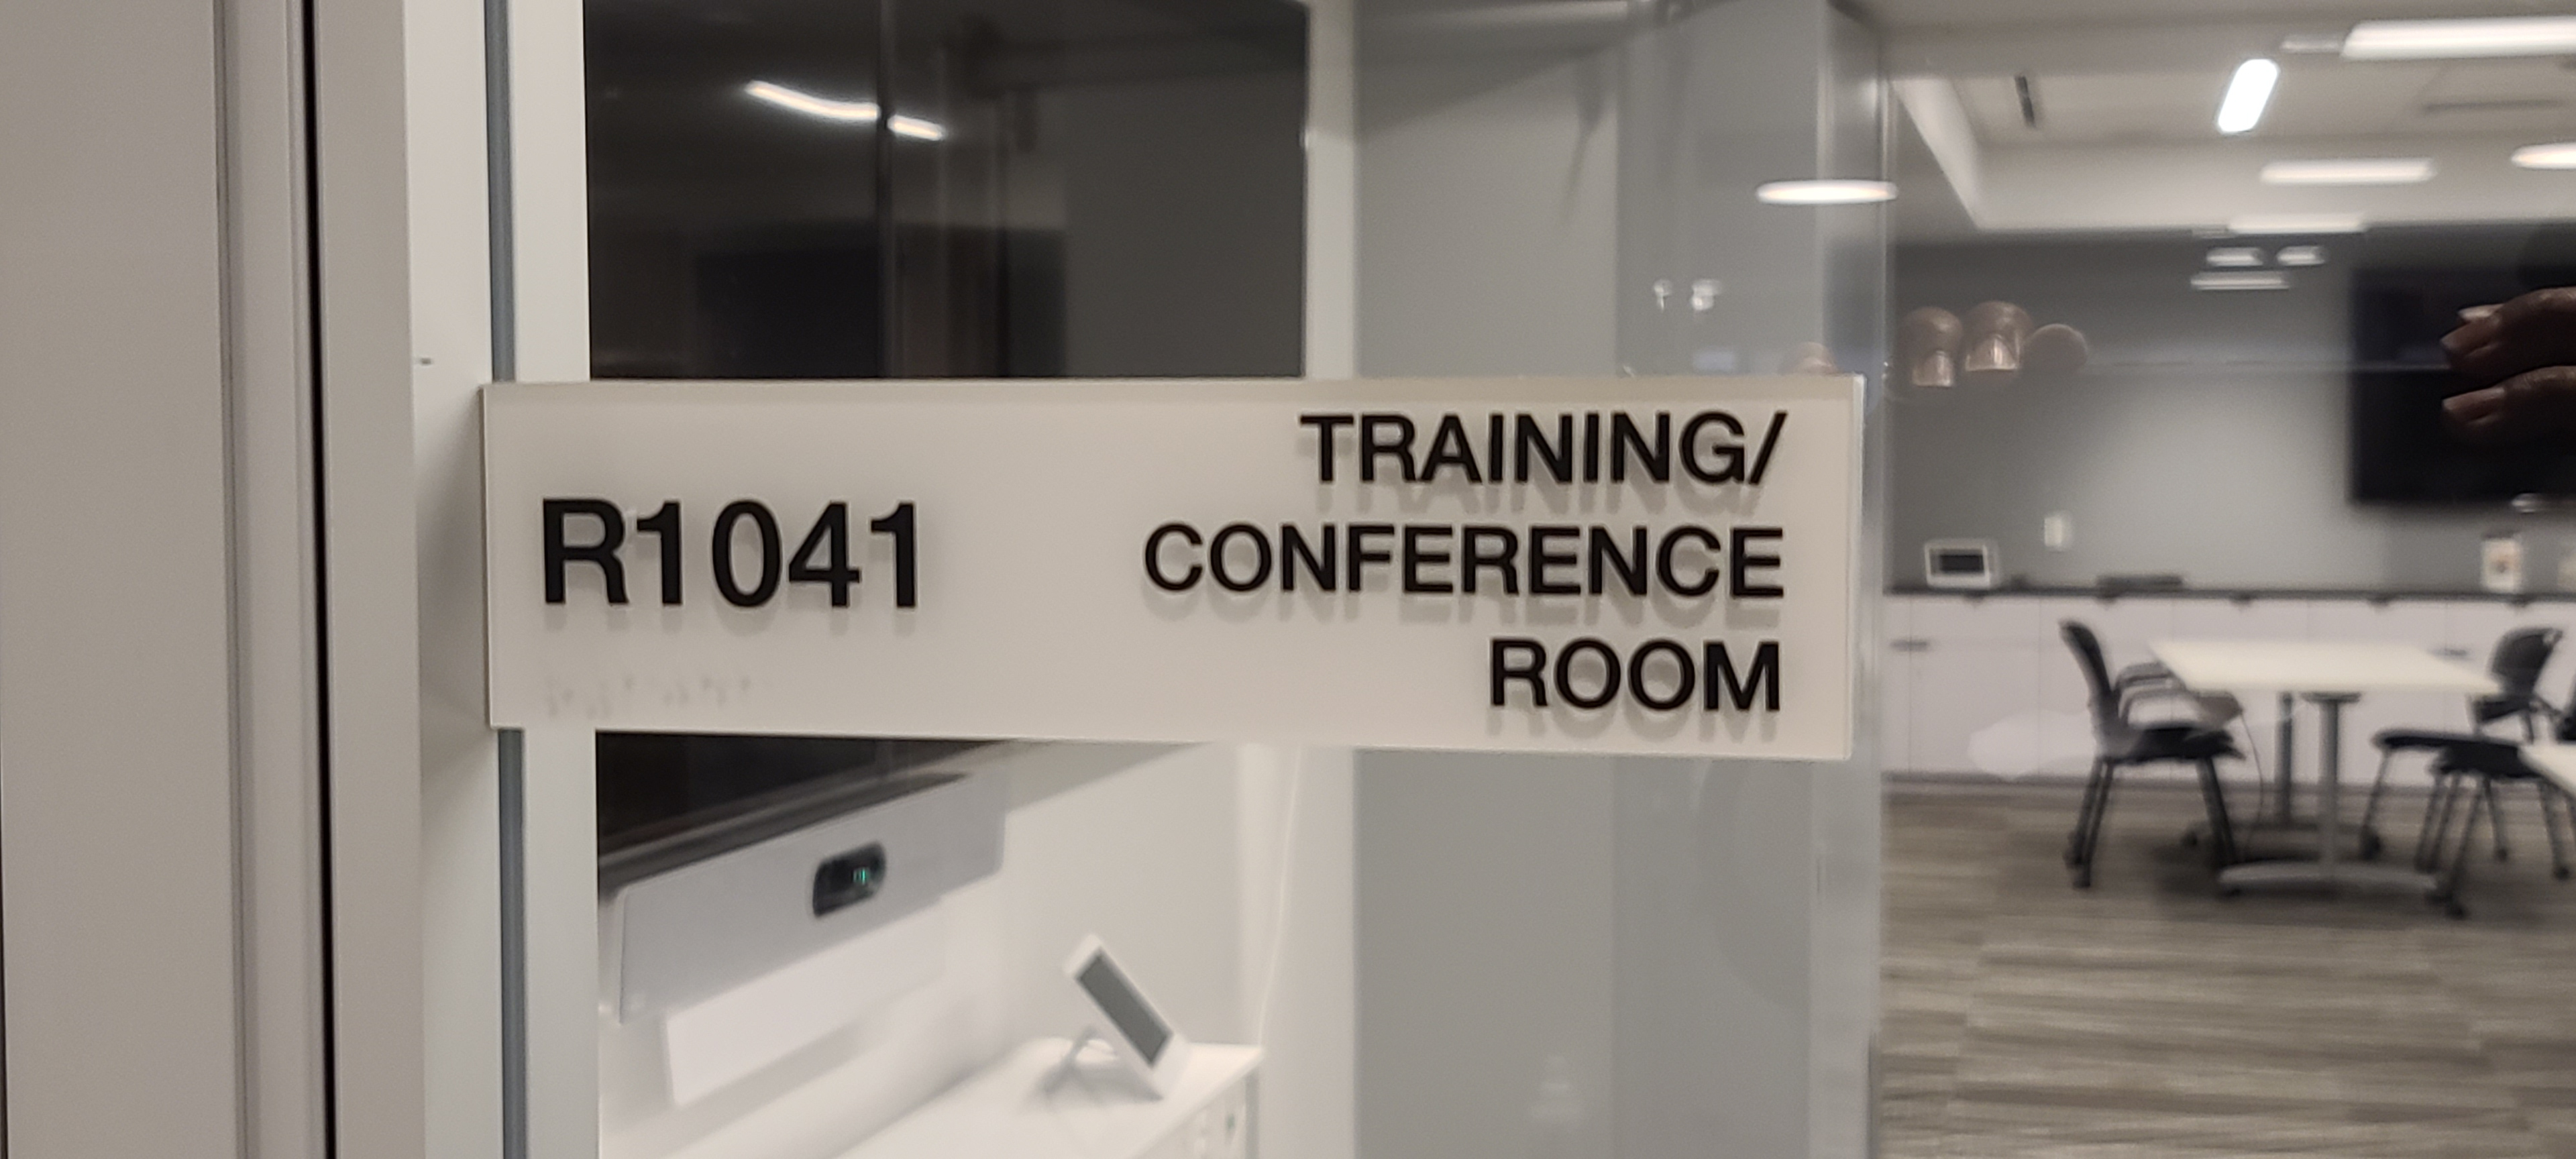 R1041
TRAINING/
CONFERENCE
ROOM